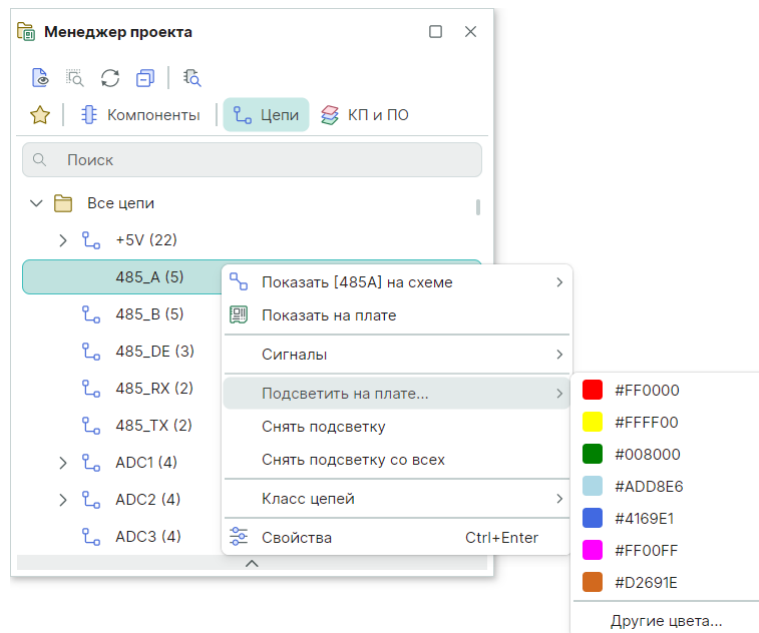 Менеджер проекта
Компоненты
Цепи
КП и ПО
Поиск
Все цепи
+5V (22)
485_A (5)
485_B (5)
485_DE (3)
485_RX (2)
485_TX (2)
ADC1 (4)
ADC2 (4)
ADC3 (4)
Показать [485A] на схеме
Показать на плате
Сигналы
Подсветить на плате...
Снять подсветку
Снять подсветку со всех
Класс цепей
Свойства Ctrl+Enter
#FF0000
#FFFF00
#008000
#ADD8E6
#4169E1
#FF00FF
#D2691E
Другие цвета...